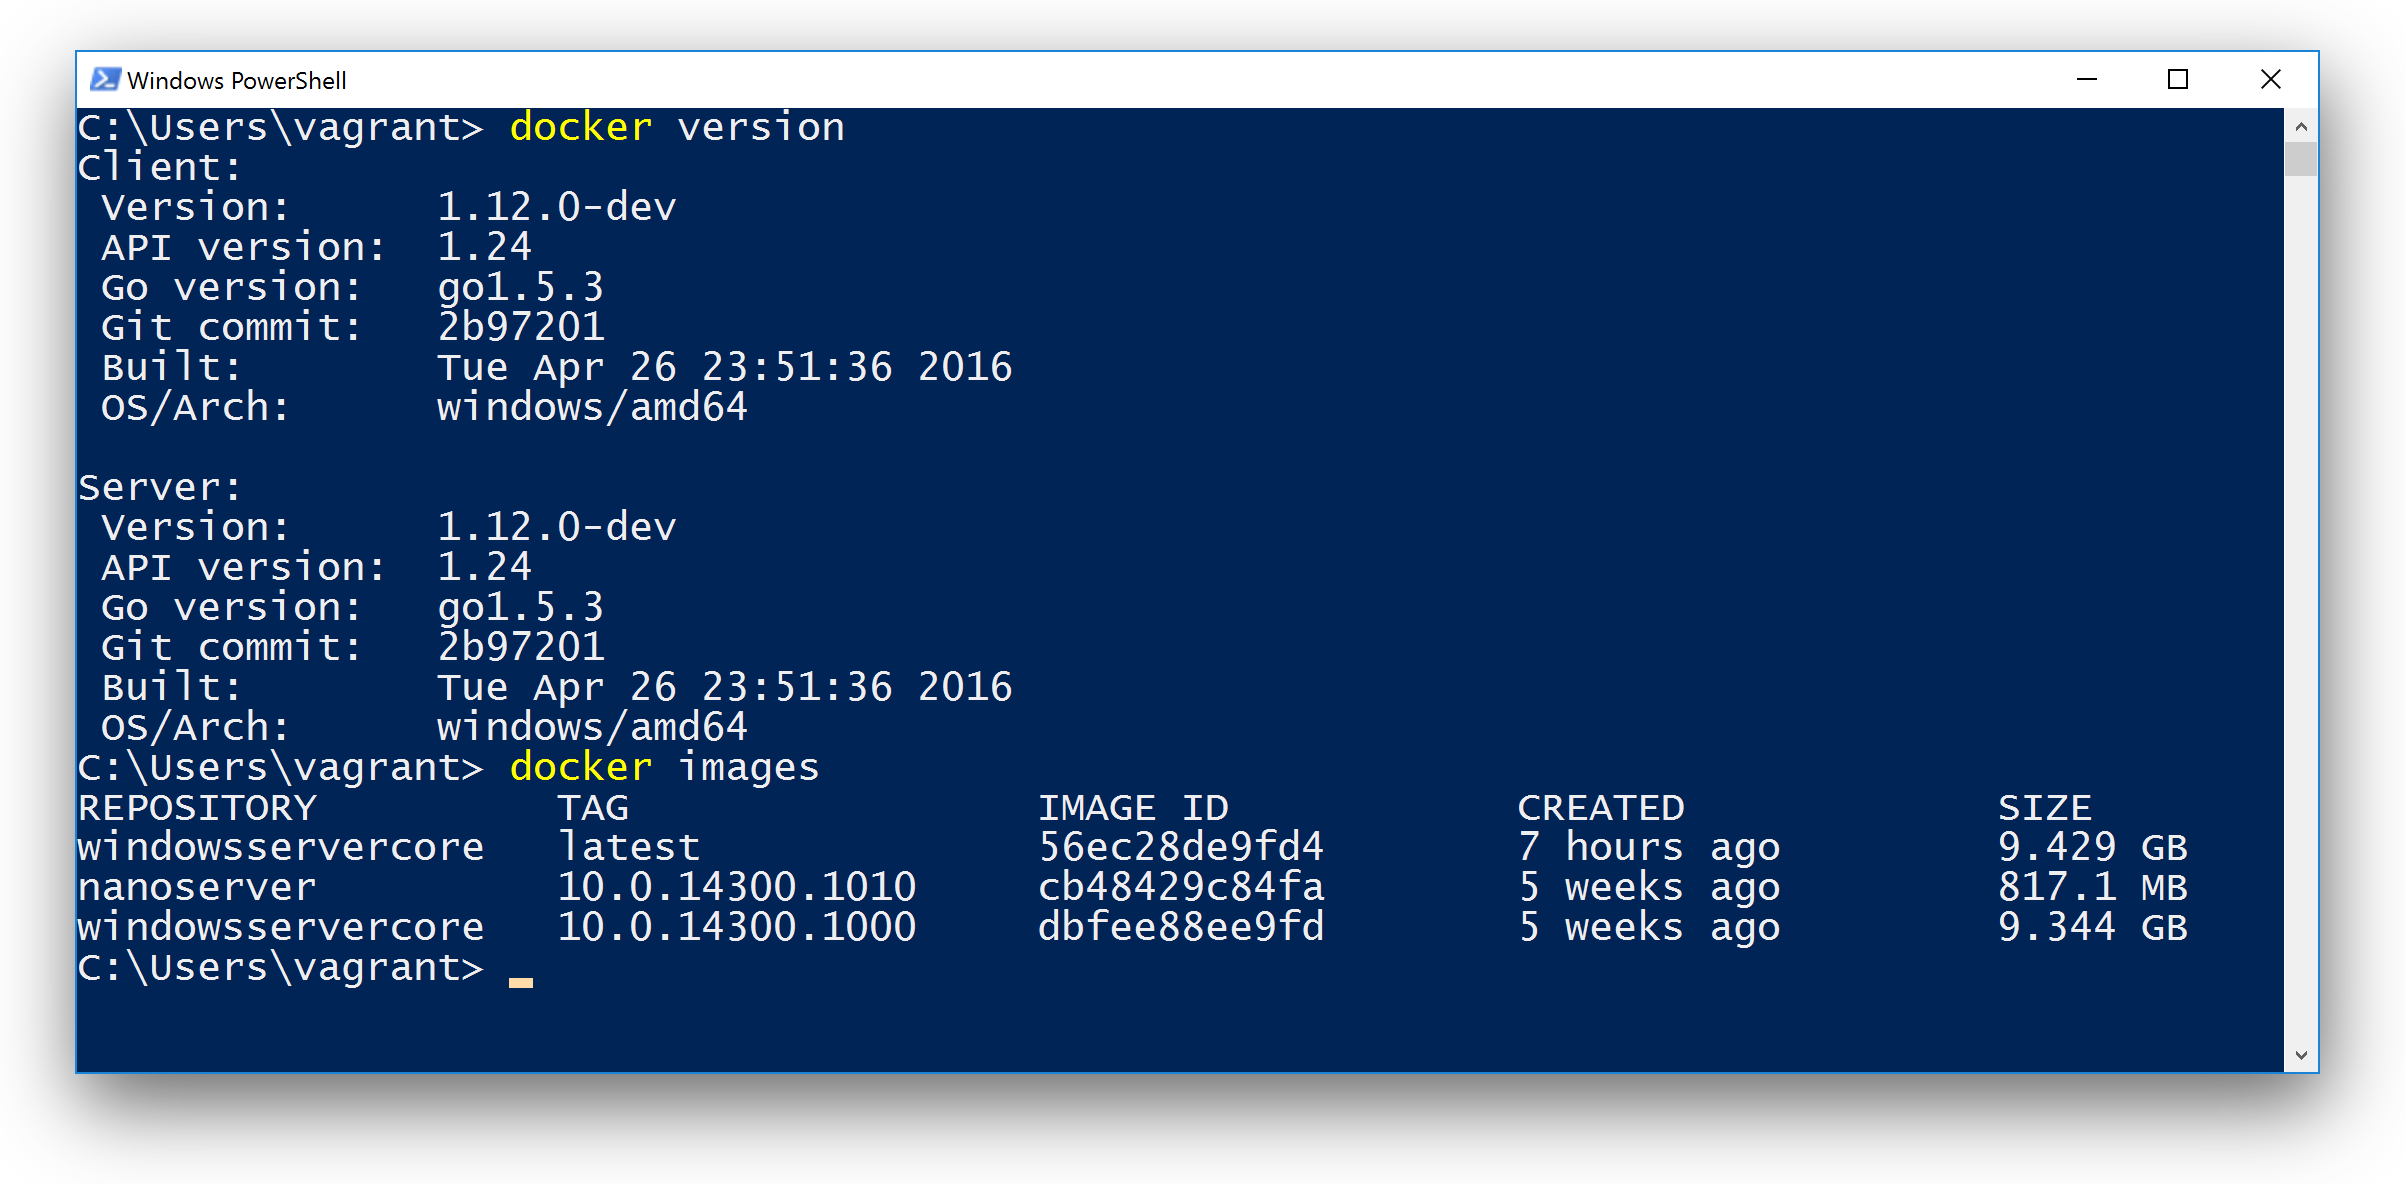 Windows PowerShell
C:\Users\vagrant> docker version
Client:
 Version:      1.12.0-dev
 API version:  1.24
 Go version:   go1.5.3
 Git commit:   2b97201
 Built:        Tue Apr 26 23:51:36 2016
 OS/Arch:      windows/amd64

Server:
 Version:      1.12.0-dev
 API version:  1.24
 Go version:   go1.5.3
 Git commit:   2b97201
 Built:        Tue Apr 26 23:51:36 2016
 OS/Arch:      windows/amd64
C:\Users\vagrant> docker images
REPOSITORY          TAG                 IMAGE ID            CREATED             SIZE
windowsservercore   latest              56ec28de9fd4        7 hours ago         9.429 GB
nanoserver          10.0.14300.1010     cb48429c84fa        5 weeks ago         817.1 MB
windowsservercore   10.0.14300.1000     dbfee88ee9fd        5 weeks ago         9.344 GB
C:\Users\vagrant>